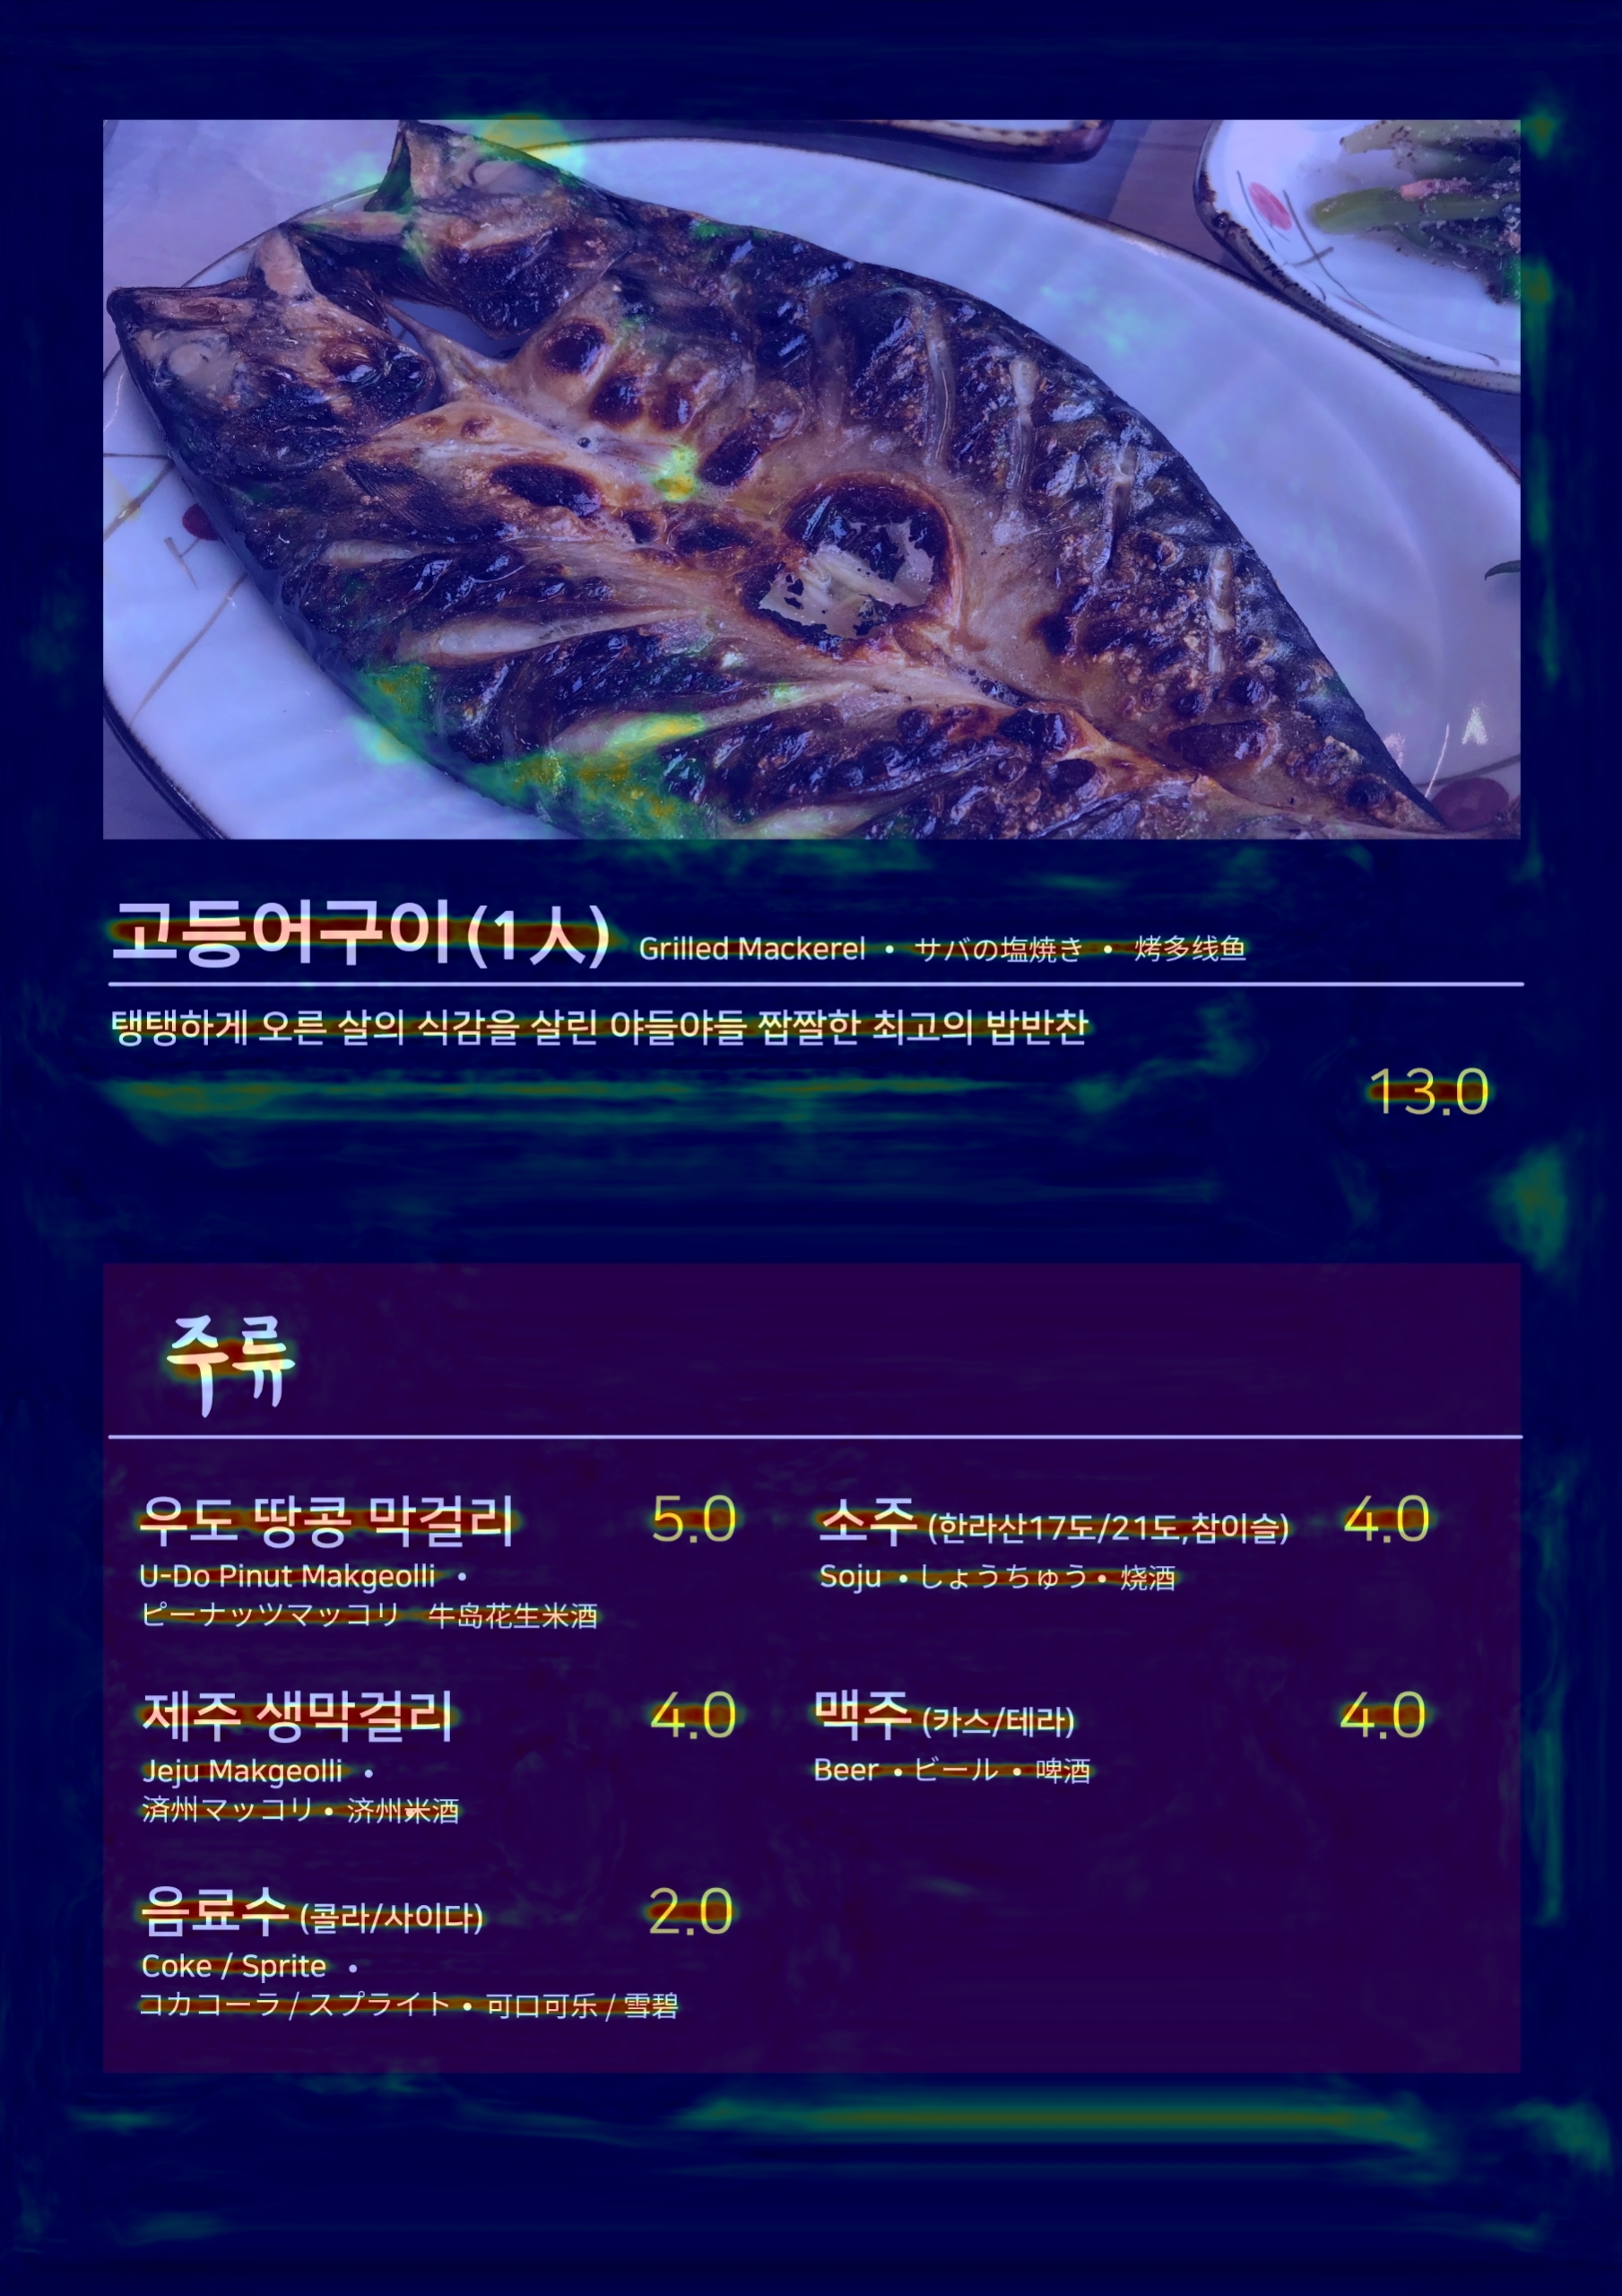 고등어구이(1人) Grilled Mackerel • サバの塩焼き • 烤多线鱼
탱탱하게 오른 살의 식감을 살린 야들야들 짭짤한 최고의 밥반찬
13.0
주류
우도 땅콩 막걸리 5.0
U-Do Pinut Makgeolli •
ピーナッツマッコリ 牛岛花生米酒
소주 (한라산17도/21도,참이슬) 4.0
Soju • しょうちゅう • 烧酒
제주 생막걸리 4.0
Jeju Makgeolli •
済州マッコリ • 济州米酒
맥주 (카스/테라) 4.0
Beer • ビール • 啤酒
음료수 (콜라/사이다) 2.0
Coke / Sprite •
コカコーラ / スプライト • 可口可乐 / 雪碧